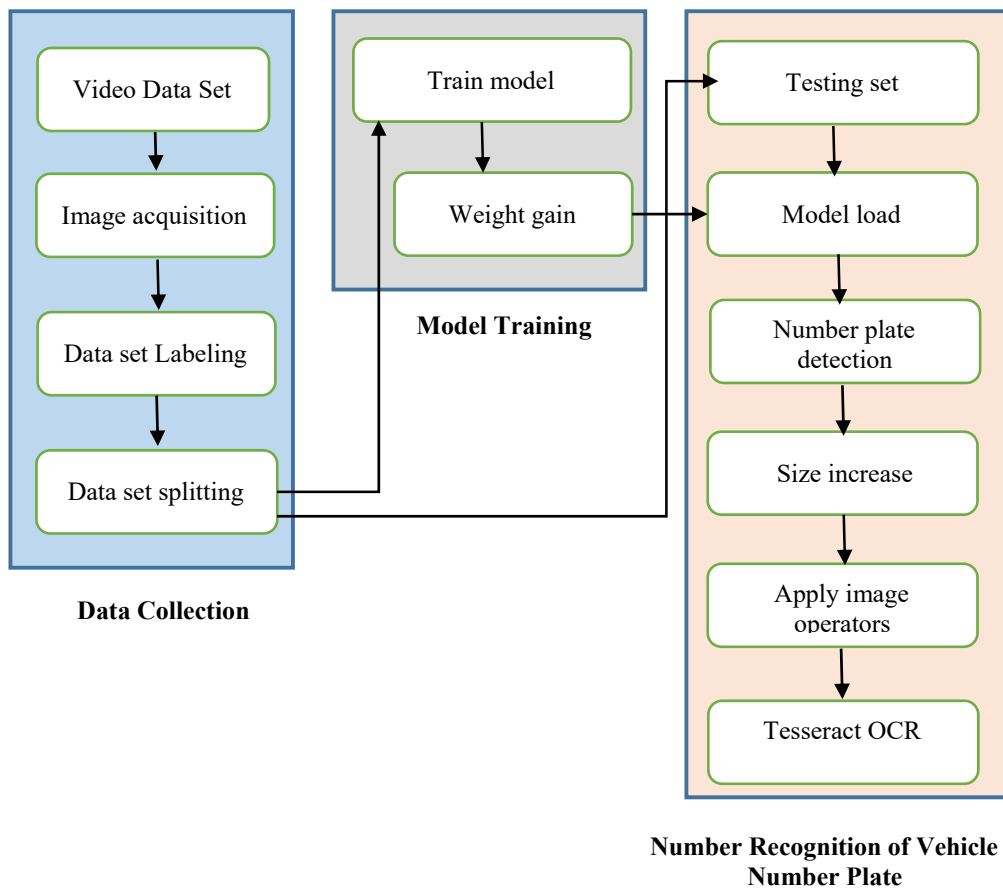 Video Data Set
Image acquisition
Data set Labeling
Data set splitting
Data Collection
Train model
Weight gain
Model Training
Testing set
Model load
Number plate
detection
Size increase
Apply image
operators
Tesseract OCR
Number Recognition of Vehicle
Number Plate